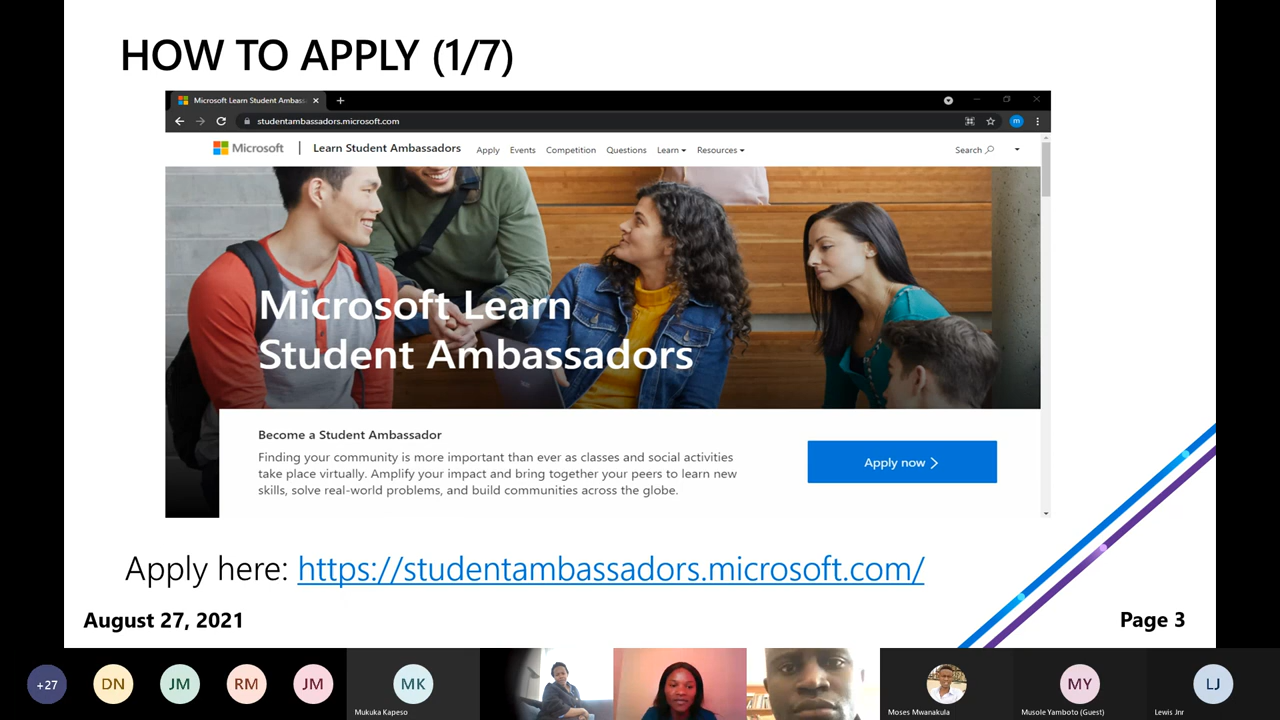 HOW TO APPLY (1/7)
Microsoft Learn Student Ambass
studentambassadors.microsoft.com
m
Microsoft | Learn Student Ambassadors Apply Events Competition Questions Learn Resources Search
Microsoft Learn
Student Ambassadors
Become a Student Ambassador
Finding your community is more important than ever as classes and social activities
take place virtually. Amplify your impact and bring together your peers to learn new
skills, solve real-world problems, and build communities across the globe.
Apply now
Apply here: https://studentambassadors.microsoft.com/
August 27, 2021
Page 3
+27
DN
JM
RM
JM
MK
MY
LJ
Mukuka Kapeso
Moses Mwanakula
Musole Yamboto (Guest)
Lewis Jnr